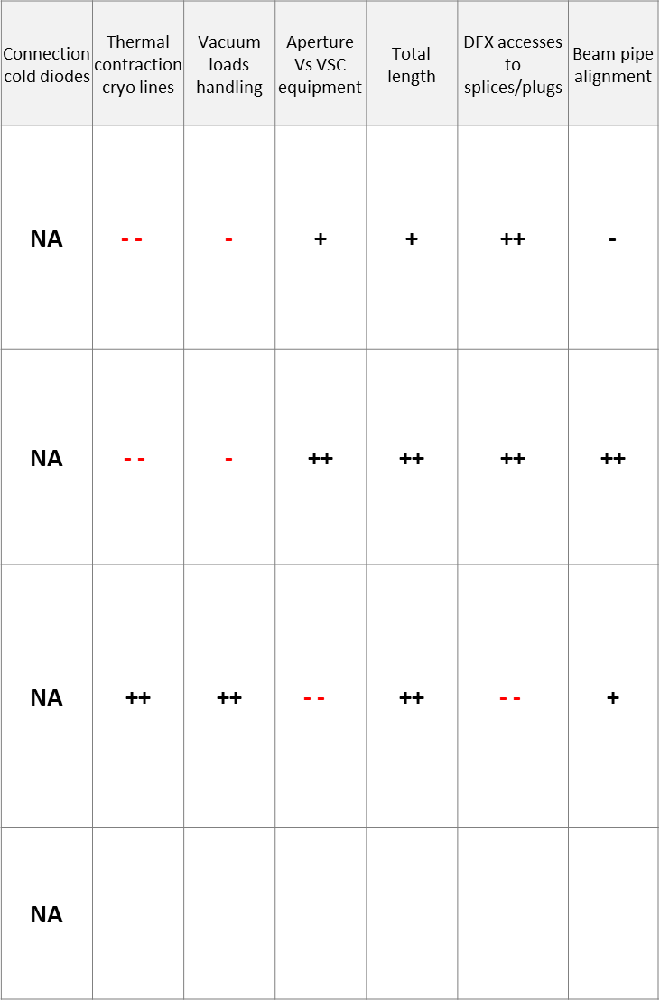 Connection
cold diodes
Thermal
contraction
cryo lines
Vacuum
loads
handling
Aperture
Vs VSC
equipment
Total
length
DFX accesses
to
splices/plugs
Beam pipe
alignment
NA
- -
-
+
+
++
-
NA
- -
-
++
++
++
++
NA
++
++
- -
++
- -
+
NA